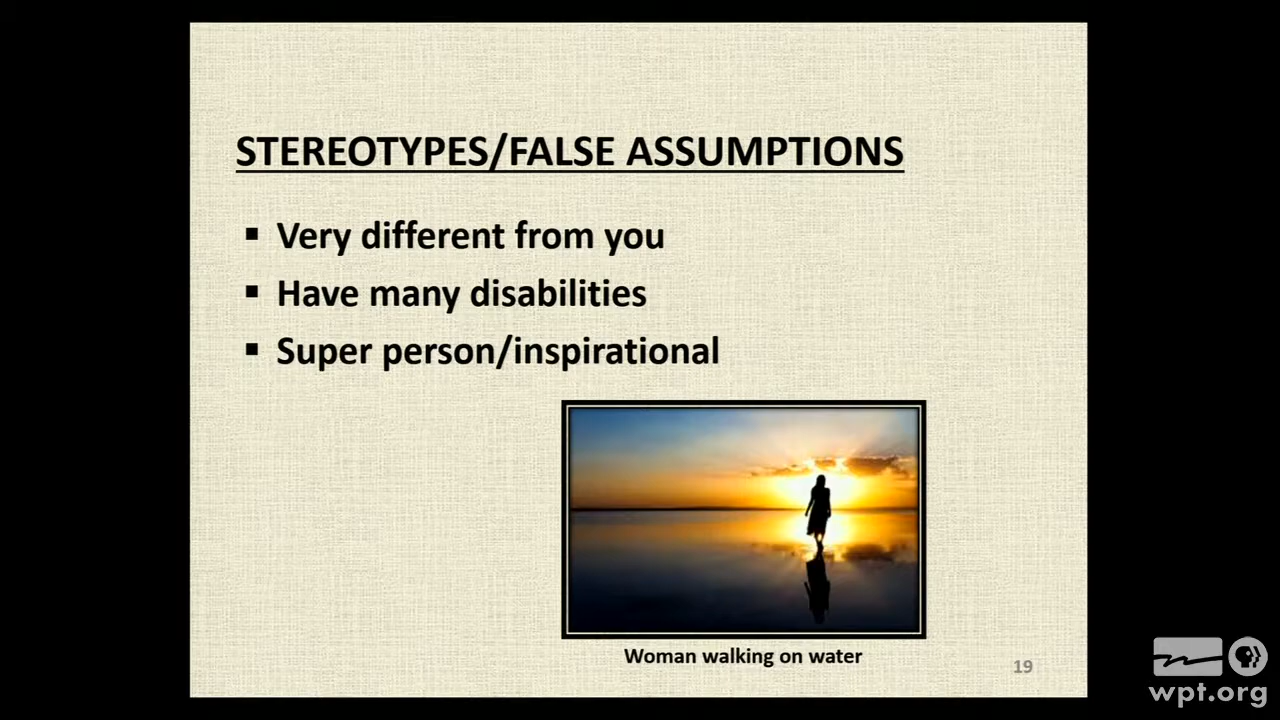 STEREOTYPES/FALSE ASSUMPTIONS
▪ Very different from you
▪ Have many disabilities
▪ Super person/inspirational
Woman walking on water
19
wpt.org